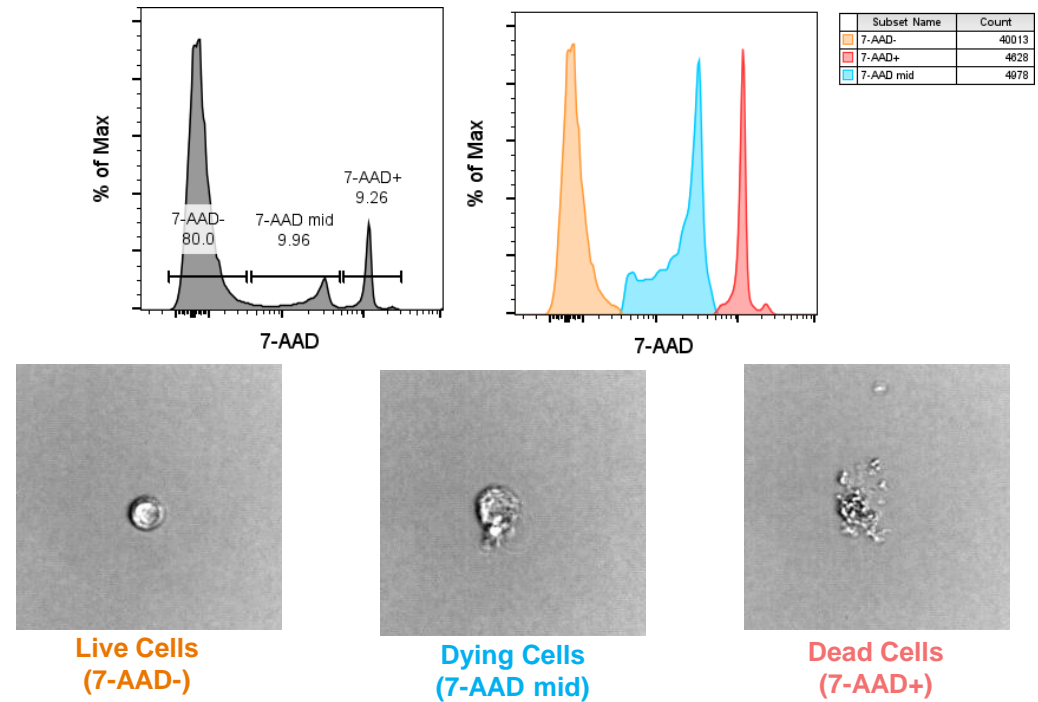 % of Max
7-AAD-
80.0
7-AAD mid
9.96
7-AAD+
9.26
7-AAD
% of Max
7-AAD
Subset Name Count
7-AAD- 40013
7-AAD+ 4628
7-AAD mid 4978
Live Cells
(7-AAD-)
Dying Cells
(7-AAD mid)
Dead Cells
(7-AAD+)